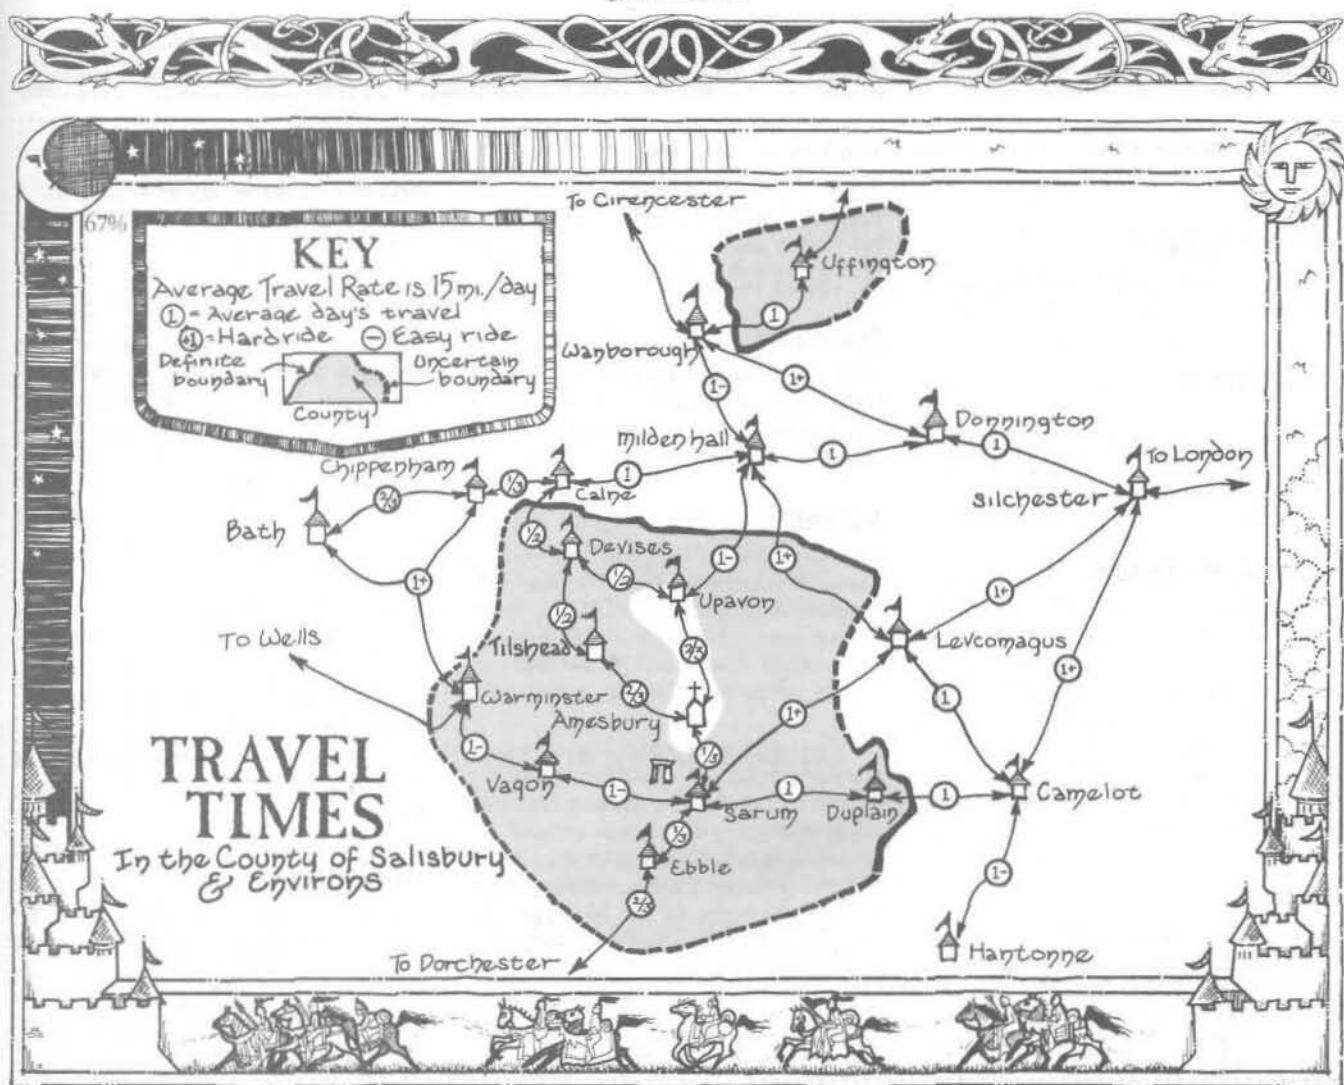 67%
KEY
Average Travel Rate is 15 mi./day
1 = Average day's travel
+1 = Hard ride − Easy ride
Definite boundary
Uncertain boundary
County
To Cirencester
Uffington
1
Wanborough
1-
1+
Mildenhall
Donnington
1
1
1
Chippenham
Calne
To London
Silchester
2/3
1/3
Bath
1/2
Devises
1-
1+
1+
1+
1/2
Upavon
1/2
Levcomagus
To Wells
Tilshead
2/3
2/3
1
1+
Warminster
Amesbury
1+
TRAVEL
TIMES
In the County of Salisbury
& Environs
1-
Vagon
1-
1/3
Sarum
1
Duplain
1
Camelot
1/3
Ebble
1-
2/3
Hantonne
To Dorchester